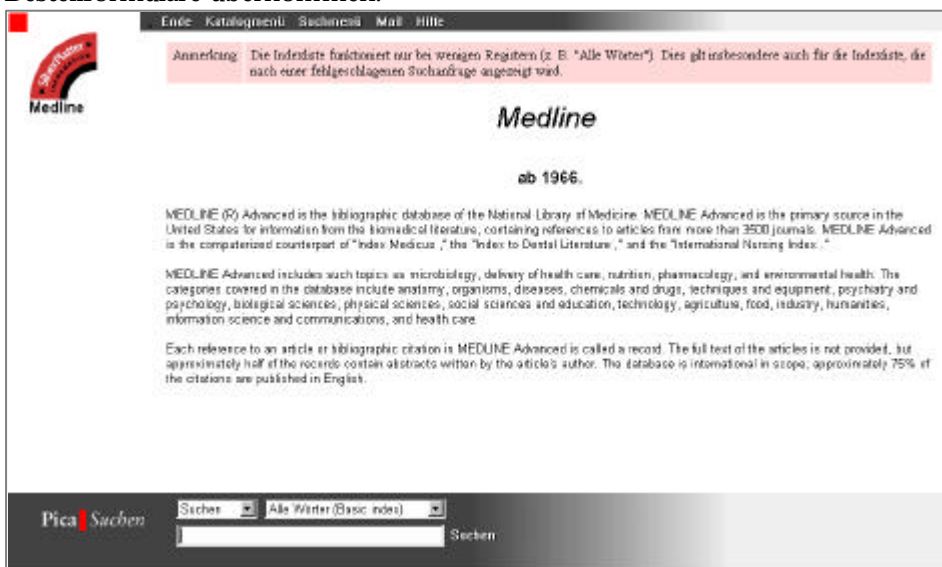 Bestellformulare übernommen.
Ende Katalogmenü Suchmenü Mail Hilfe
SilverPlatter
INFORMATION
Medline
Anmerkung: Die Indexliste funktioniert nur bei wenigen Registern (z. B. "Alle Wörter"). Dies gilt insbesondere auch für die Indexliste, die
nach einer fehlgeschlagenen Suchanfrage angezeigt wird.
Medline
ab 1966.
MEDLINE (R) Advanced is the bibliographic database of the National Library of Medicine. MEDLINE Advanced is the primary source in the
United States for information from the biomedical literature, containing references to articles from more than 3500 journals. MEDLINE Advanced
is the computerized counterpart of "Index Medicus ," the "Index to Dental Literature ," and the "International Nursing Index ."
MEDLINE Advanced includes such topics as microbiology, delivery of health care, nutrition, pharmacology, and environmental health. The
categories covered in the database include anatomy, organisms, diseases, chemicals and drugs, techniques and equipment, psychiatry and
psychology, biological sciences, physical sciences, social sciences and education, technology, agriculture, food, industry, humanities,
information science and communications, and health care.
Each reference to an article or bibliographic citation in MEDLINE Advanced is called a record. The full text of the articles is not provided, but
approximately half of the records contain abstracts written by the article's author. The database is international in scope; approximately 75% of
the citations are published in English.
Pica Suchen
Suchen Alle Wörter (Basic index)
Suchen